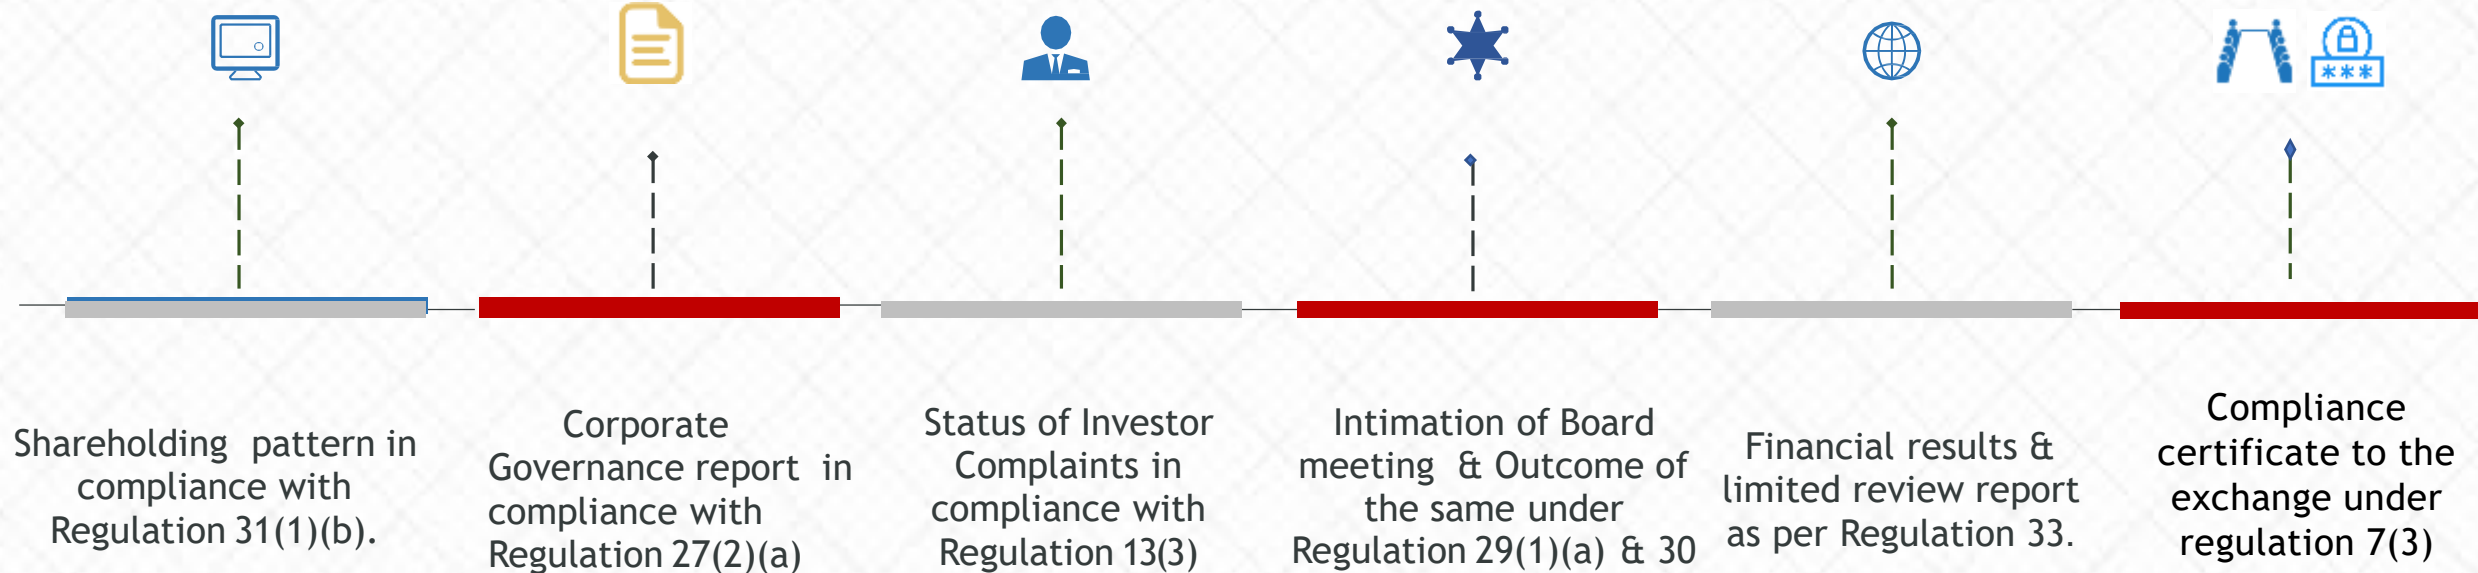 Shareholding pattern in
compliance with
Regulation 31(1)(b).
Corporate
Governance report in
compliance with
Regulation 27(2)(a)
Status of Investor
Complaints in
compliance with
Regulation 13(3)
Intimation of Board
meeting & Outcome of
the same under
Regulation 29(1)(a) & 30
Financial results &
limited review report
as per Regulation 33.
***
Compliance
certificate to the
exchange under
regulation 7(3)